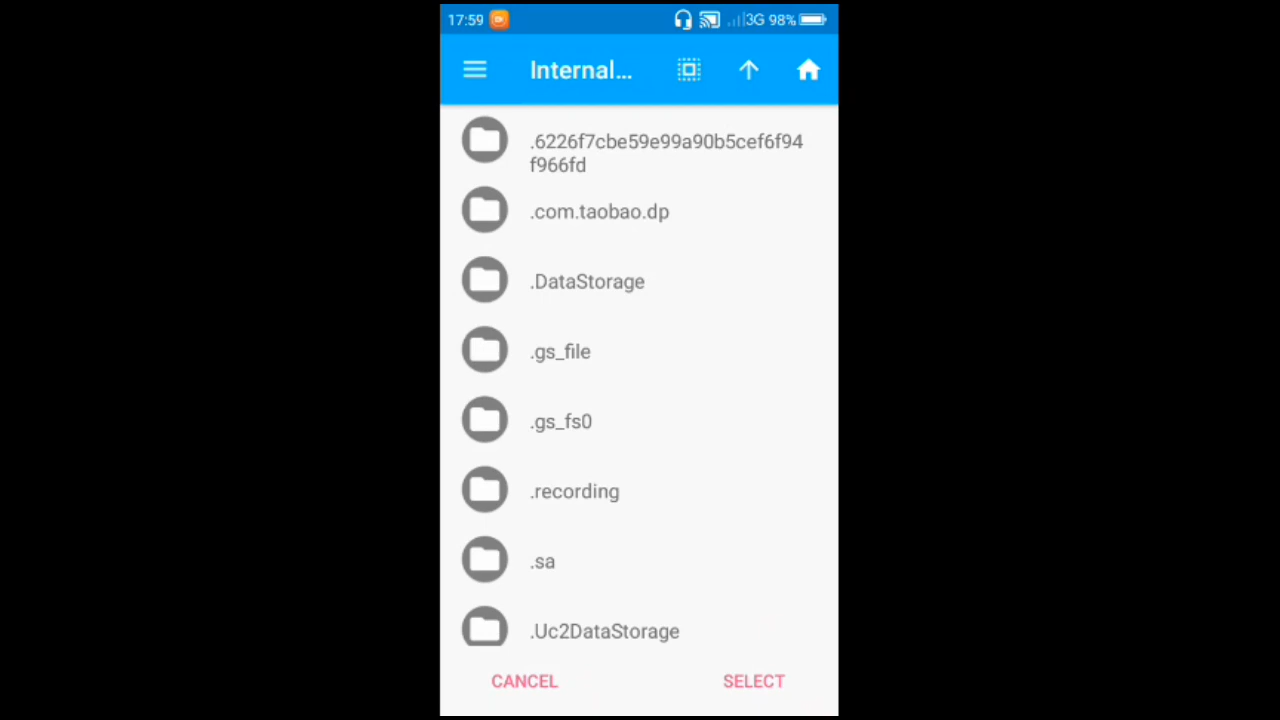 17:59 3G 98%
Internal...
.6226f7cbe59e99a90b5cef6f94
f966fd
.com.taobao.dp
.DataStorage
.gs_file
.gs_fs0
.recording
.sa
.Uc2DataStorage
CANCEL SELECT